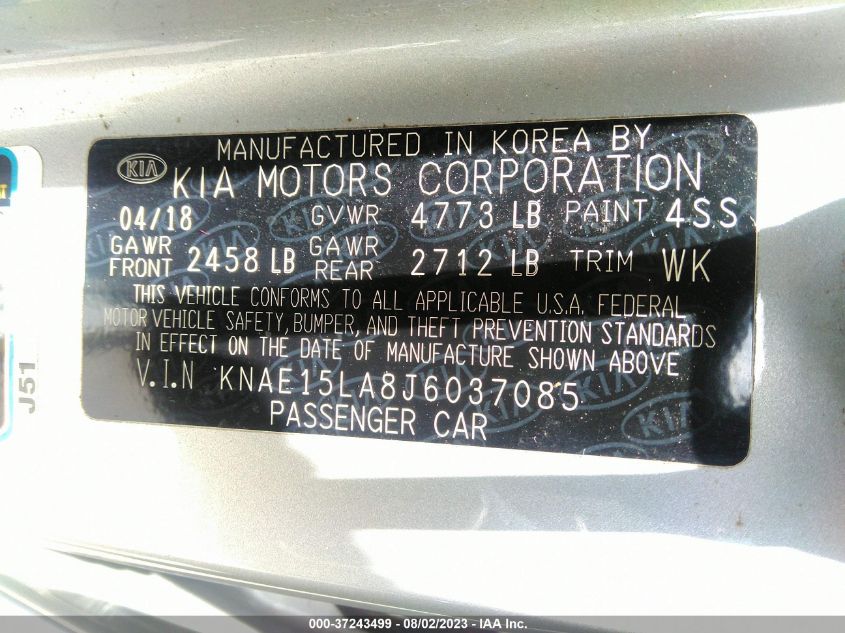 MANUFACTURED IN KOREA BY
KIA KIA MOTORS CORPORATION
04/18 GVWR 4773 LB PAINT 4SS
GAWR FRONT 2458 LB GAWR REAR 2712 LB TRIM WK
THIS VEHICLE CONFORMS TO ALL APPLICABLE U.S.A. FEDERAL
MOTOR VEHICLE SAFETY, BUMPER, AND THEFT PREVENTION STANDARDS
IN EFFECT ON THE DATE OF MANUFACTURE SHOWN ABOVE
V.I.N KNAE15LA8J6037085
PASSENGER CAR
J51
000-37243499 - 08/02/2023 - IAAI Inc.